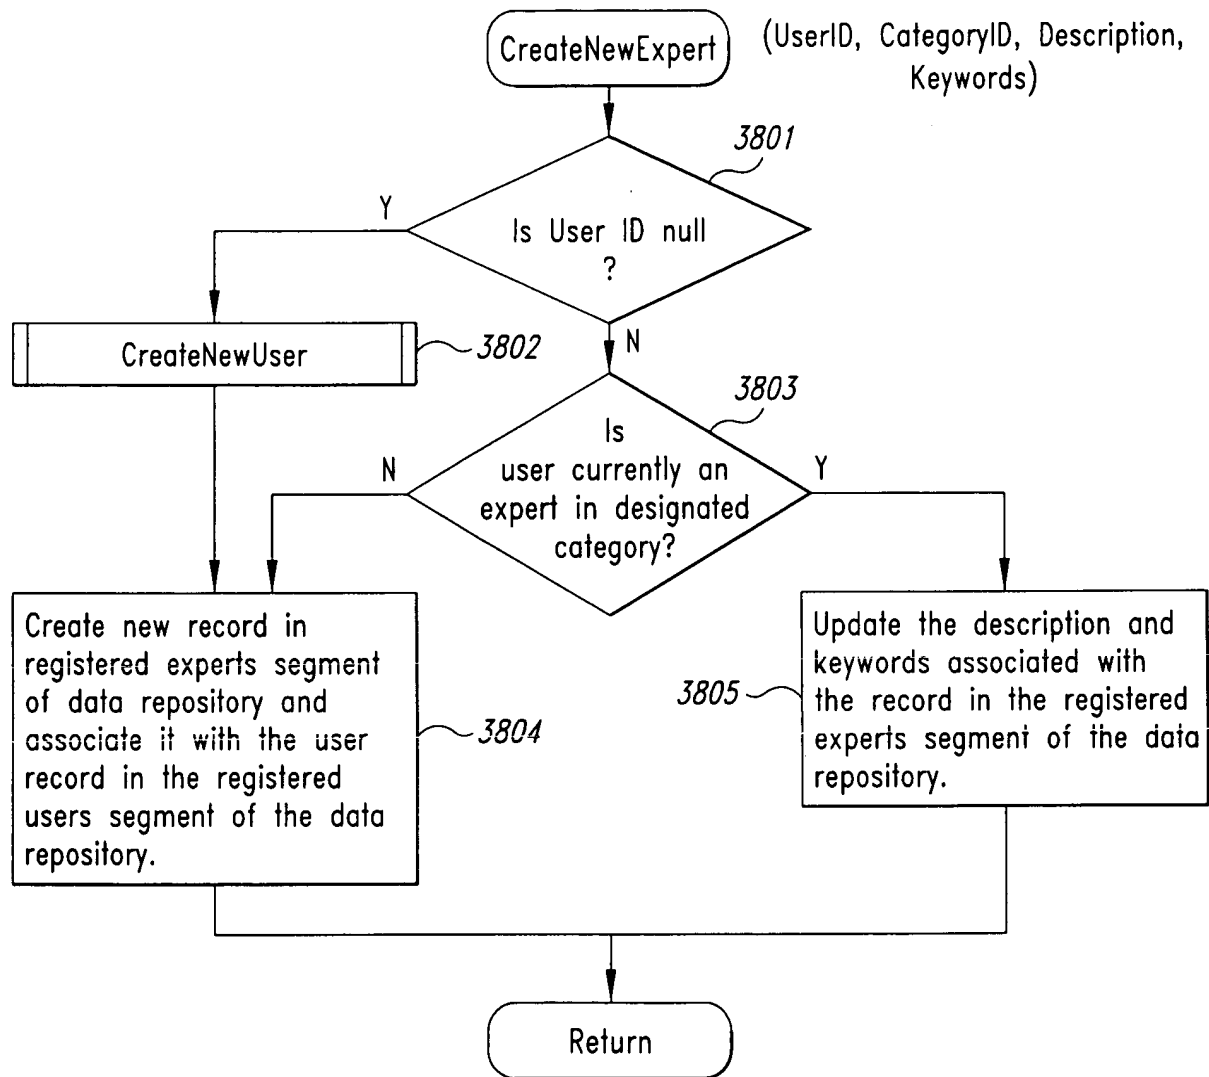 CreateNewExpert
(UserID, CategoryID, Description,
Keywords)
3801
Y
Is User ID null
?
N
CreateNewUser
3802
3803
Is
user currently an
expert in designated
category?
N
Y
Create new record in
registered experts segment
of data repository and
associate it with the user
record in the registered
users segment of the data
repository.
3804
3805
Update the description and
keywords associated with
the record in the registered
experts segment of the data
repository.
Return